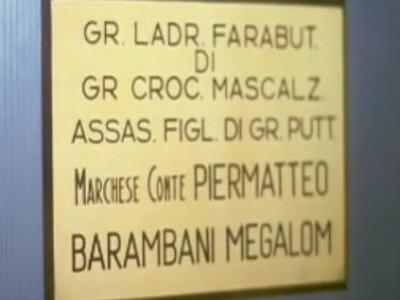 GR. LADR. FARABUT.
DI
GR CROC. MASCALZ.
ASSAS. FIGL. DI GR. PUTT
MARCHESE CONTE PIERMATTEO
BARAMBANI MEGALOM